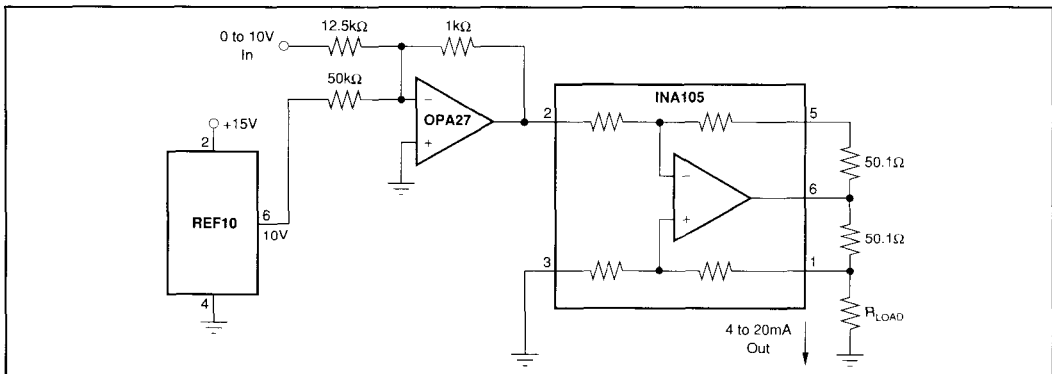 0 to 10V
In
12.5kΩ
1kΩ
50kΩ
OPA27
+15V
2
REF10
6
10V
4
INA105
2
5
6
3
1
50.1Ω
50.1Ω
R_LOAD
4 to 20mA
Out
−
+
−
+